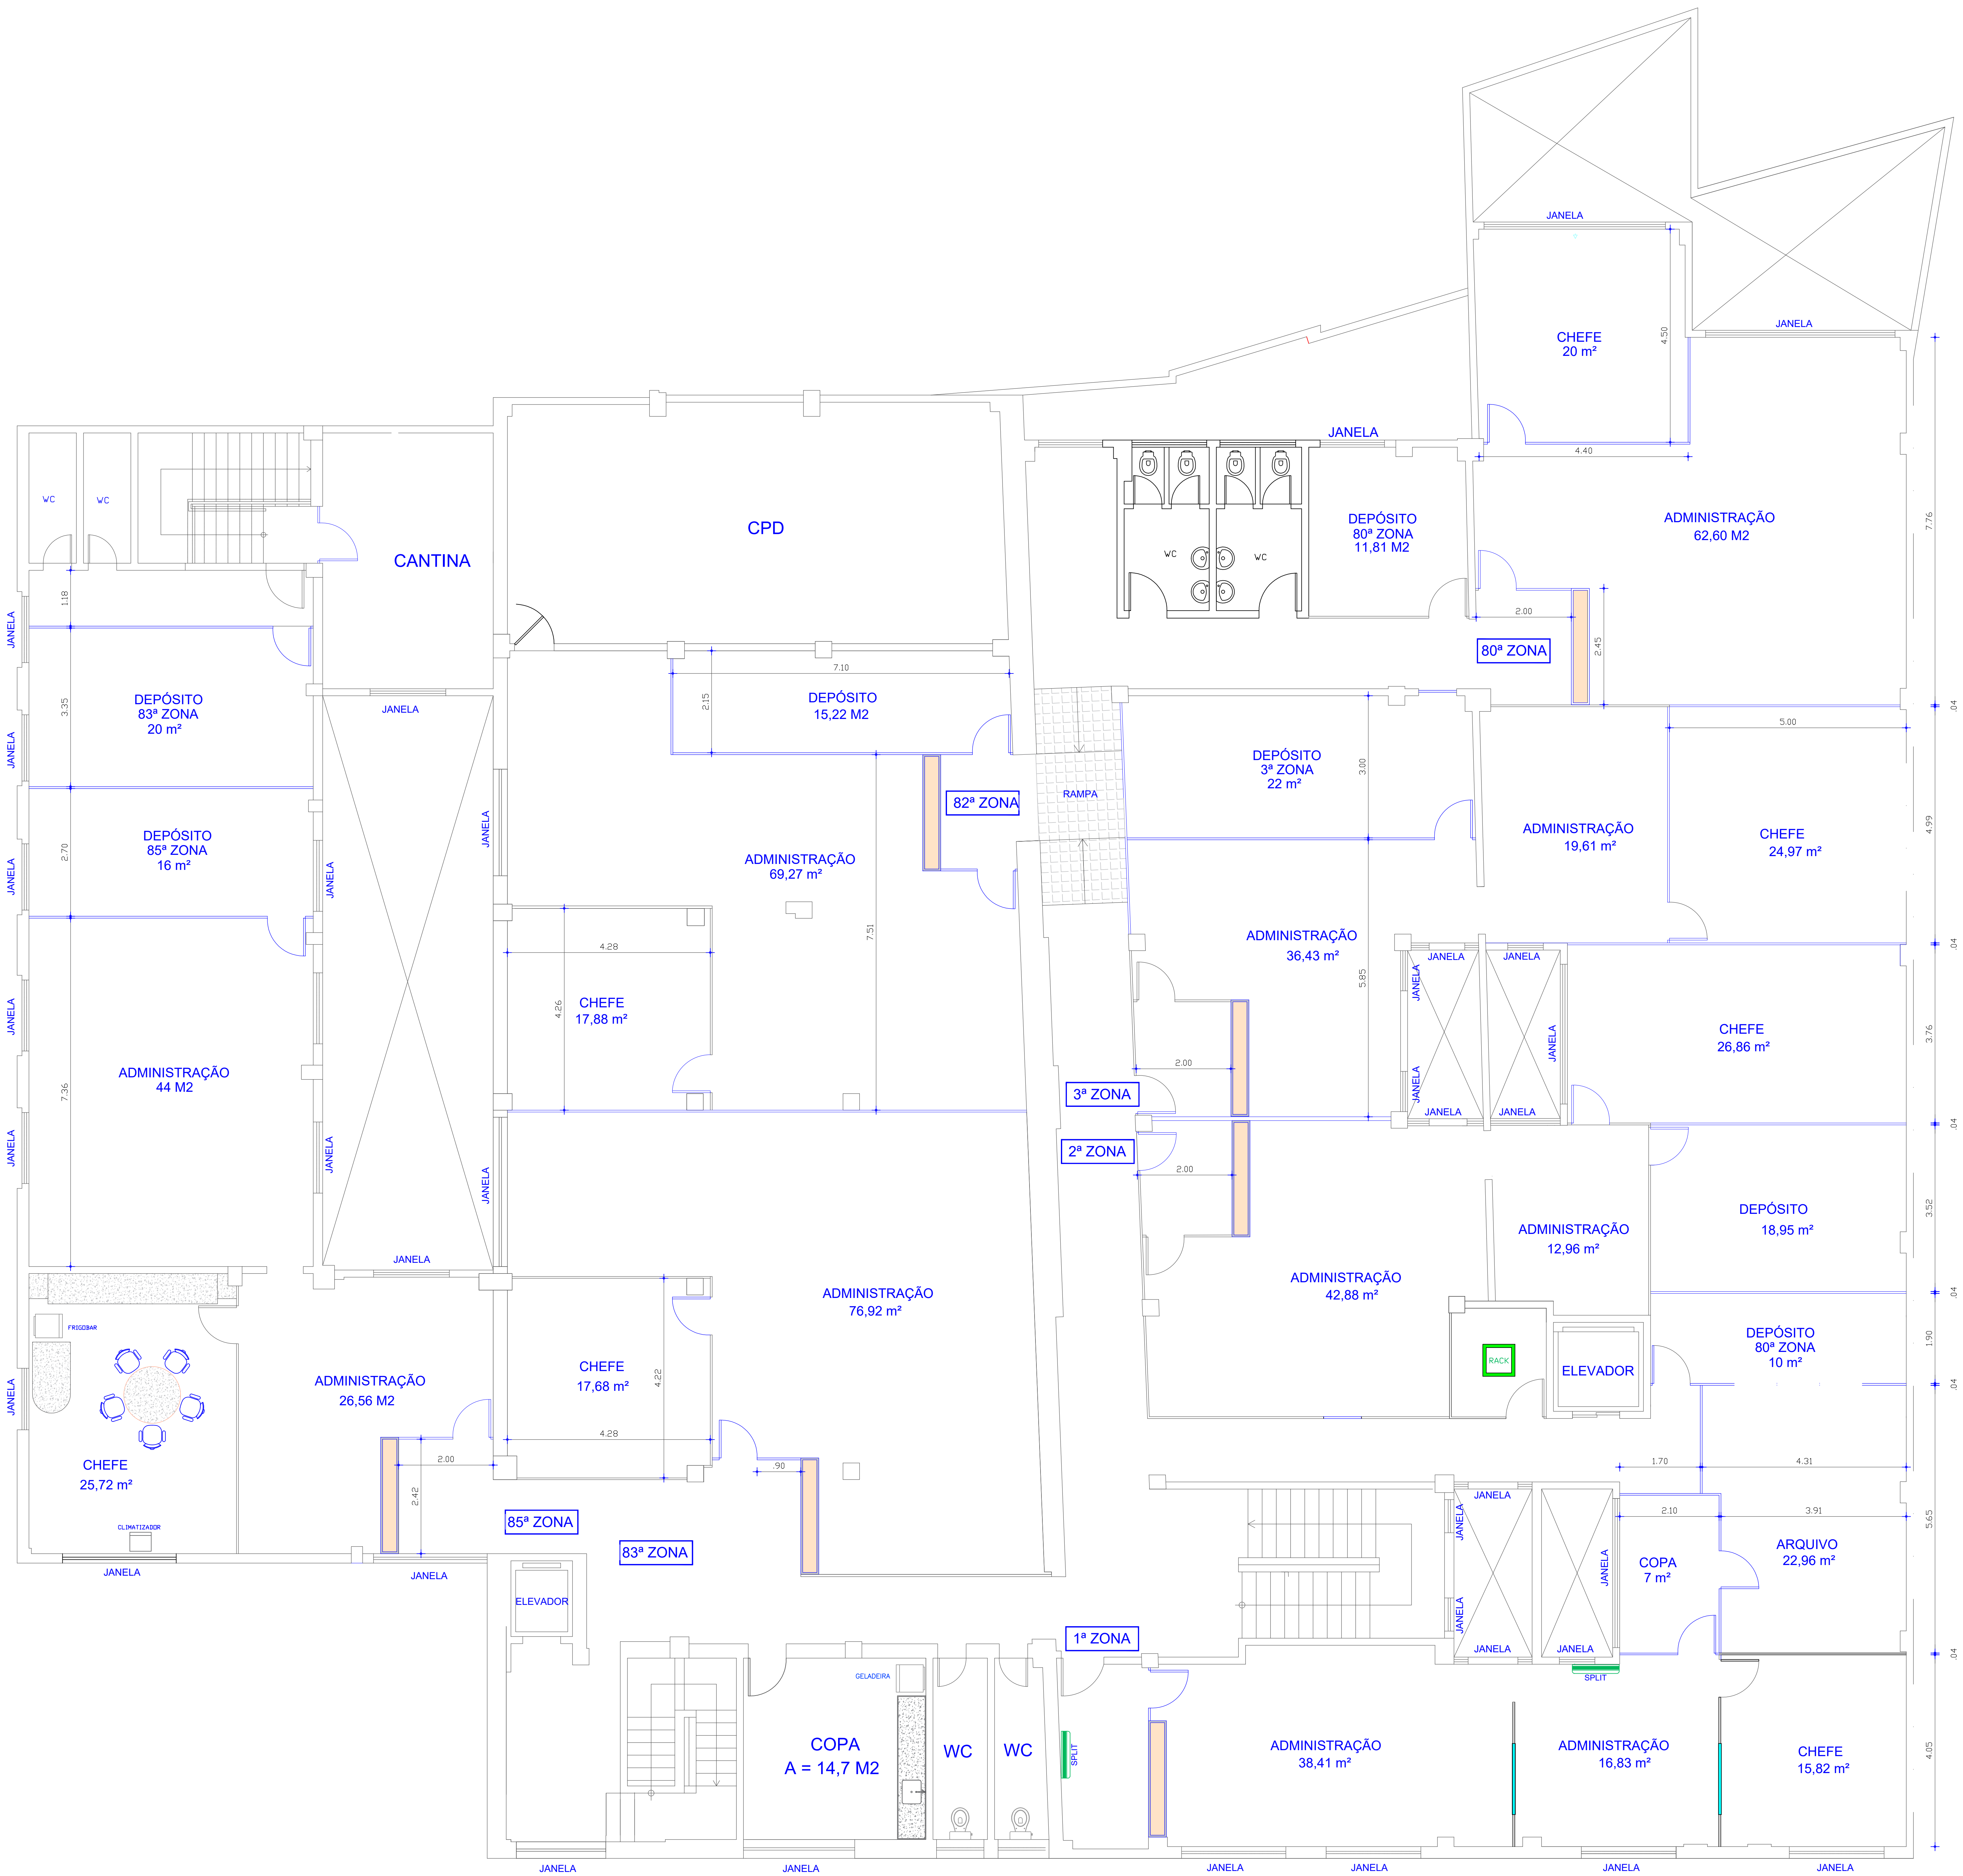 JANELA
JANELA
CHEFE
20 m²
4.50
4.40
JANELA
ADMINISTRAÇÃO
62,60 M2
7.76
DEPÓSITO
80ª ZONA
11,81 M2
WC
WC
2.00
2.45
80ª ZONA
WC
WC
CANTINA
CPD
1.18
JANELA
DEPÓSITO
83ª ZONA
20 m²
3.35
JANELA
JANELA
DEPÓSITO
85ª ZONA
16 m²
2.70
JANELA
JANELA
JANELA
7.10
2.15
DEPÓSITO
15,22 M2
82ª ZONA
RAMPA
ADMINISTRAÇÃO
69,27 m²
7.51
DEPÓSITO
3ª ZONA
22 m²
3.00
ADMINISTRAÇÃO
19,61 m²
5.00
.04
CHEFE
24,97 m²
4.99
.04
ADMINISTRAÇÃO
44 M2
7.36
JANELA
JANELA
JANELA
JANELA
JANELA
4.28
4.26
CHEFE
17,88 m²
ADMINISTRAÇÃO
36,43 m²
5.85
2.00
3ª ZONA
JANELA
JANELA
JANELA
JANELA
JANELA
JANELA
JANELA
CHEFE
26,86 m²
3.76
.04
2ª ZONA
2.00
ADMINISTRAÇÃO
42,88 m²
ADMINISTRAÇÃO
12,96 m²
DEPÓSITO
18,95 m²
3.52
.04
DEPÓSITO
80ª ZONA
10 m²
1.90
.04
RACK
ELEVADOR
FRIGOBAR
CHEFE
25,72 m²
CLIMATIZADOR
JANELA
JANELA
ADMINISTRAÇÃO
26,56 M2
2.00
2.42
JANELA
CHEFE
17,68 m²
4.22
4.28
ADMINISTRAÇÃO
76,92 m²
.90
85ª ZONA
83ª ZONA
ELEVADOR
1.70
4.31
2.10
3.91
JANELA
JANELA
JANELA
JANELA
JANELA
JANELA
COPA
7 m²
ARQUIVO
22,96 m²
5.65
.04
1ª ZONA
GELADEIRA
COPA
A = 14,7 M2
WC
WC
SPLIT
SPLIT
ADMINISTRAÇÃO
38,41 m²
ADMINISTRAÇÃO
16,83 m²
CHEFE
15,82 m²
4.05
JANELA
JANELA
JANELA
JANELA
JANELA
JANELA